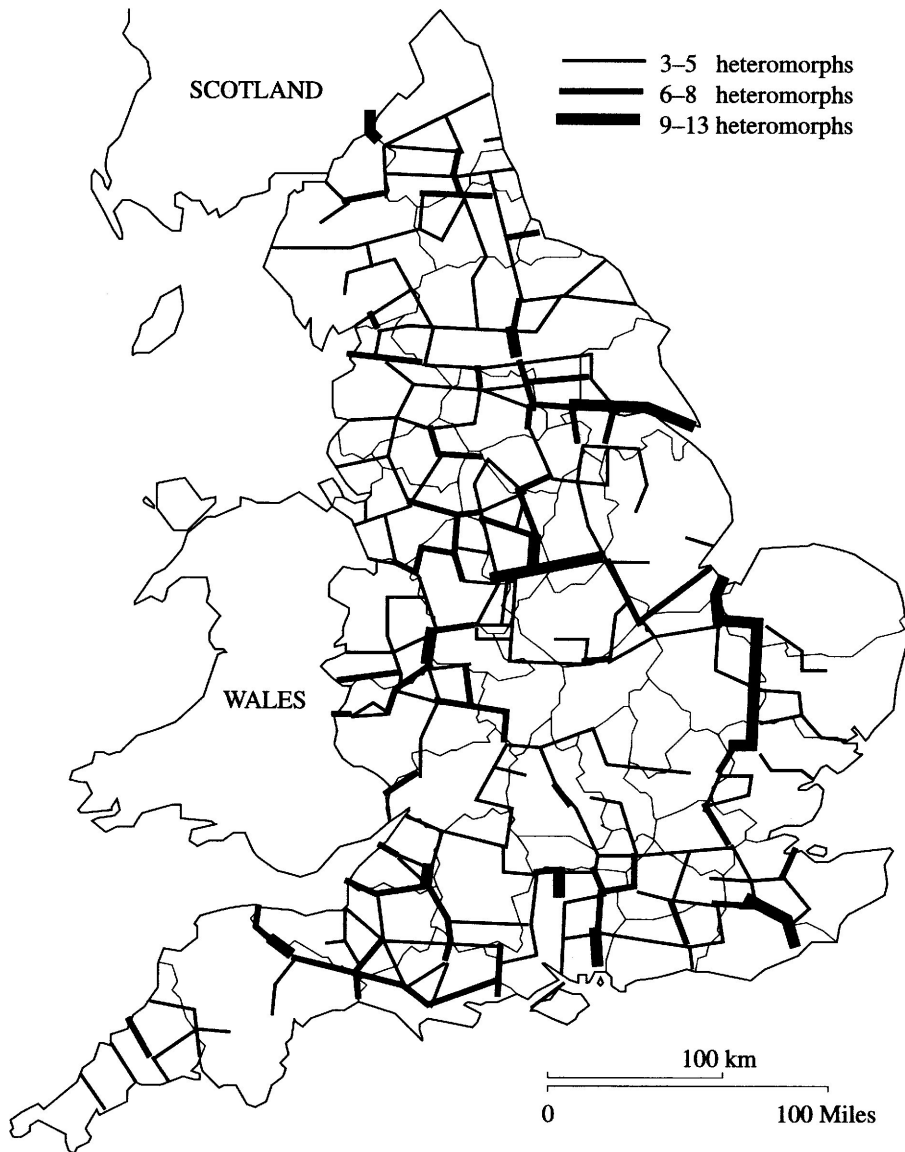 SCOTLAND
3–5 heteromorphs
6–8 heteromorphs
9–13 heteromorphs
WALES
100 km
0 100 Miles